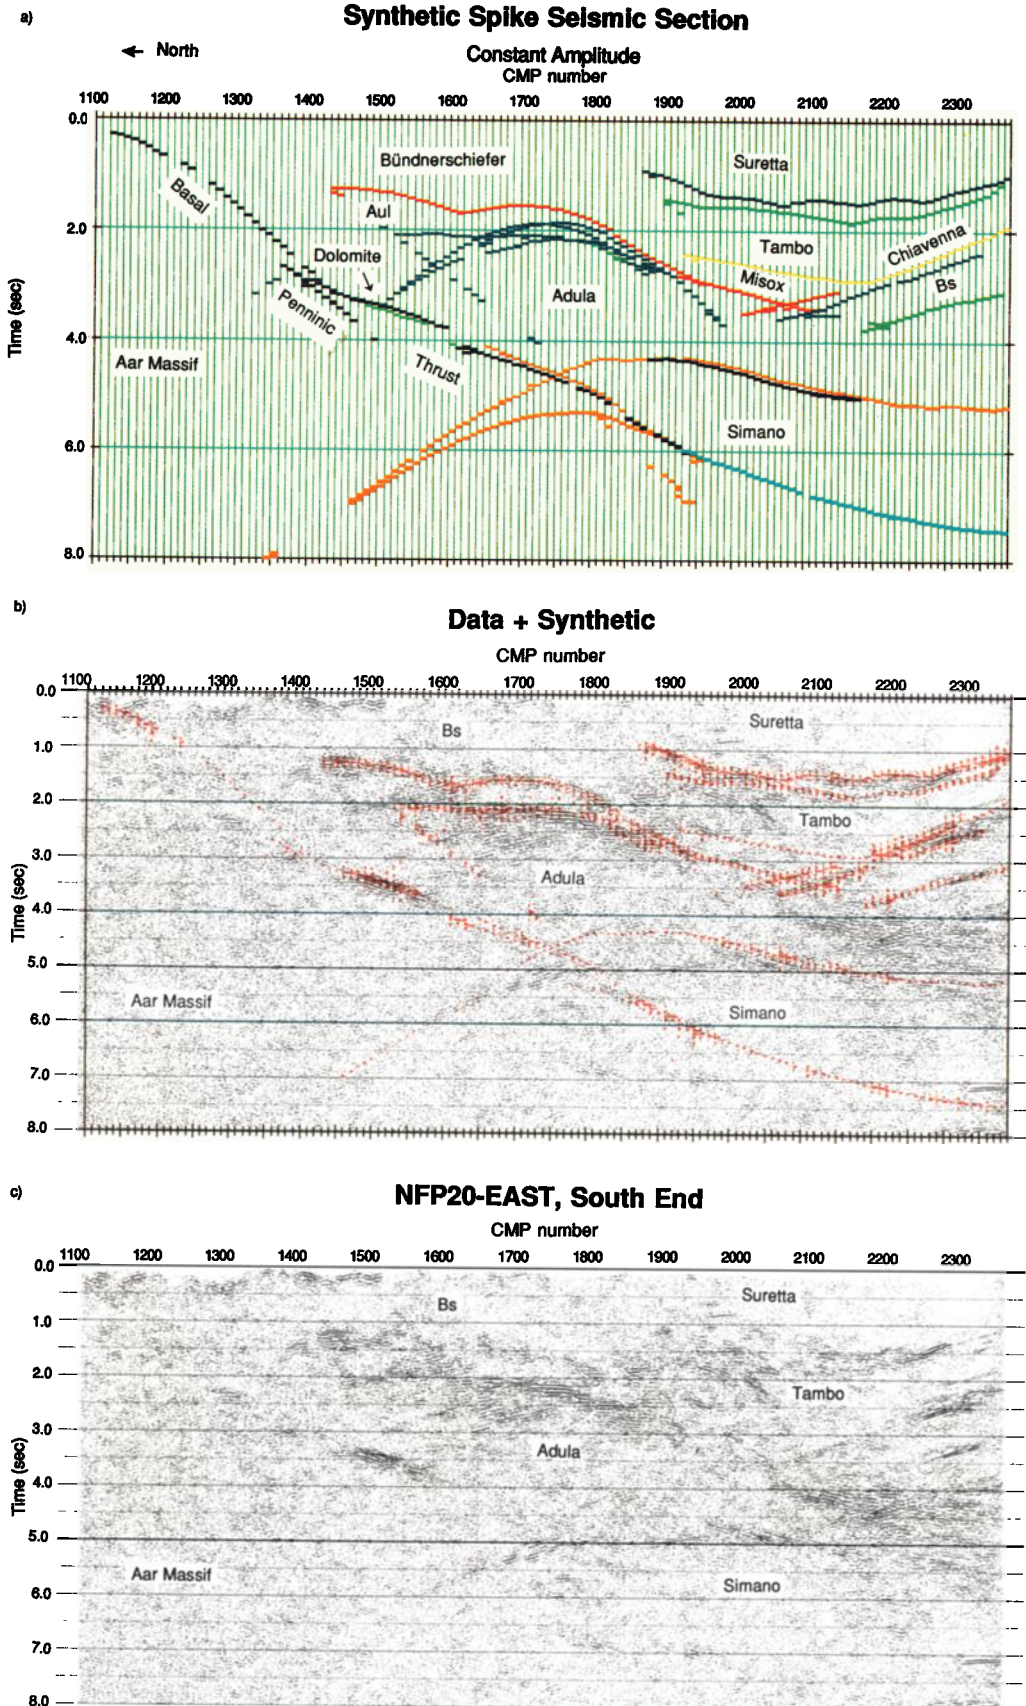 a)
Synthetic Spike Seismic Section
← North
Constant Amplitude
CMP number
1100 1200 1300 1400 1500 1600 1700 1800 1900 2000 2100 2200 2300
0.0
Bündnerschiefer
Suretta
Basal
Aul
2.0
Tambo
Chiavenna
Dolomite
Misox
Bs
Adula
Penninic
Time (sec)
4.0
Aar Massif
Thrust
Simano
6.0
8.0
b)
Data + Synthetic
CMP number
1100 1200 1300 1400 1500 1600 1700 1800 1900 2000 2100 2200 2300
0.0
Bs
Suretta
1.0
2.0
Tambo
3.0
Adula
Time (sec)
4.0
5.0
Aar Massif
Simano
6.0
7.0
8.0
c)
NFP20-EAST, South End
CMP number
1100 1200 1300 1400 1500 1600 1700 1800 1900 2000 2100 2200 2300
0.0
Bs
Suretta
1.0
2.0
Tambo
3.0
Adula
Time (sec)
4.0
5.0
Aar Massif
Simano
6.0
7.0
8.0